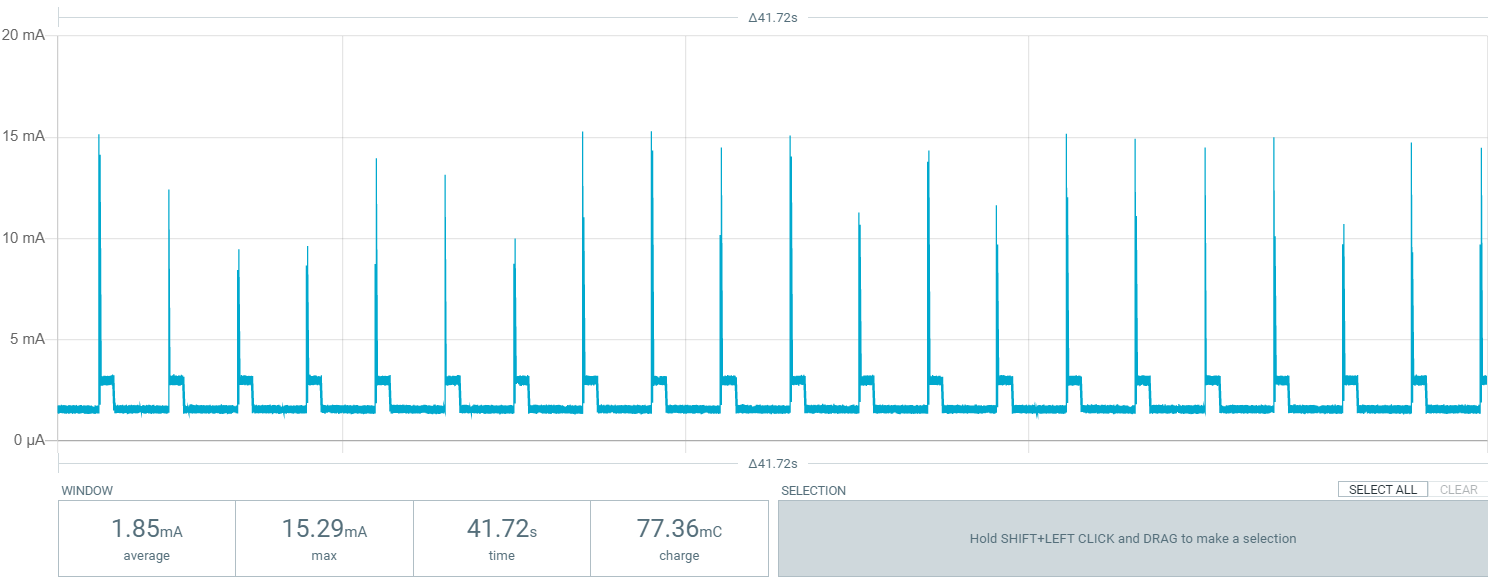 Δ41.72s
20 mA
15 mA
10 mA
5 mA
0 µA
Δ41.72s
WINDOW
SELECTION
SELECT ALL
CLEAR
1.85mA
15.29mA
41.72s
77.36mC
average
max
time
charge
Hold SHIFT+LEFT CLICK and DRAG to make a selection